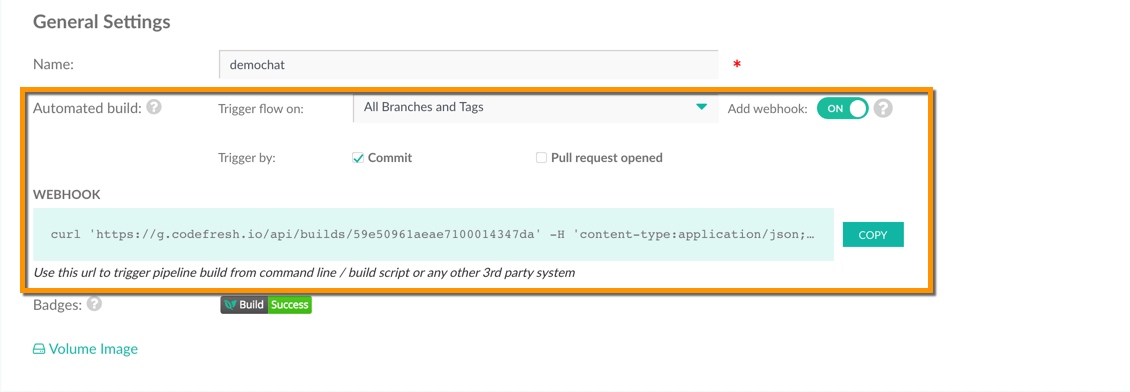 General Settings
Name: demochat *
Automated build: ? Trigger flow on: All Branches and Tags Add webhook: ON ?
Trigger by: Commit Pull request opened
WEBHOOK
curl 'https://g.codefresh.io/api/builds/59e50961aeae7100014347da' -H 'content-type:application/json;… COPY
Use this url to trigger pipeline build from command line / build script or any other 3rd party system
Badges: ? Build Success
Volume Image